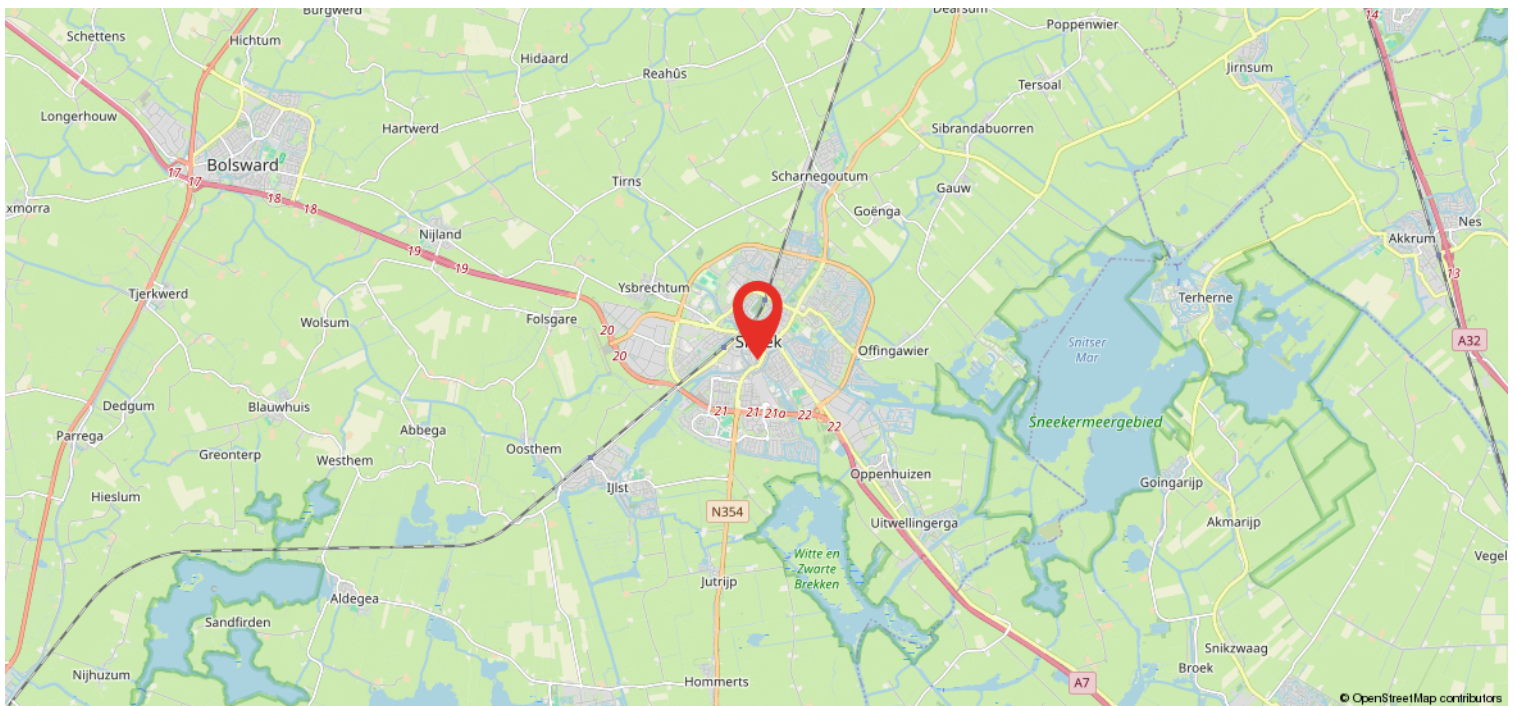 Burgwerd
Dearsum
14
Schettens
Hichtum
Poppenwier
Hidaard
Reahûs
Jirnsum
Tersoal
Longerhouw
Hartwerd
Sibrandabuorren
Bolsward
17
17
18
18
Tirns
Scharnegoutum
Gauw
xmorra
Goënga
Nes
Nijland
Akkrum
19
19
13
Ysbrechtum
Tjerkwerd
Terherne
Wolsum
Folsgare
20
20
Snitser
Mar
A32
Offingawier
Dedgum
Blauwhuis
21
21
21a
22
22
Sneekermeergebied
Parrega
Abbega
Greonterp
Westhem
Oosthem
Oppenhuizen
IJlst
Goingarijp
Hieslum
N354
Uitwellingerga
Akmarijp
Witte en
Zwarte
Brekken
Vegel
Jutrijp
Aldegea
Sandfirden
Snikzwaag
Broek
Nijhuzum
Hommerts
A7
© OpenStreetMap contributors